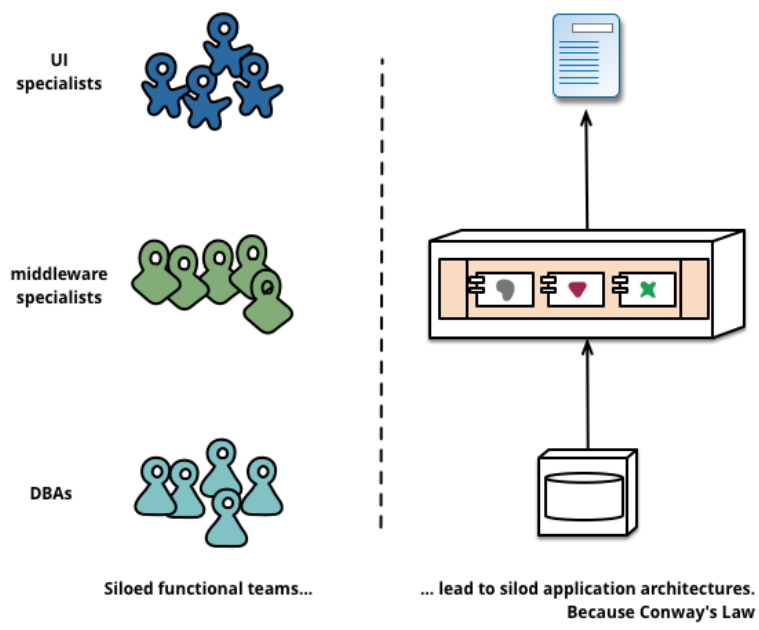 UI
specialists
middleware
specialists
DBAs
Siloed functional teams...
... lead to silod application architectures.
Because Conway's Law